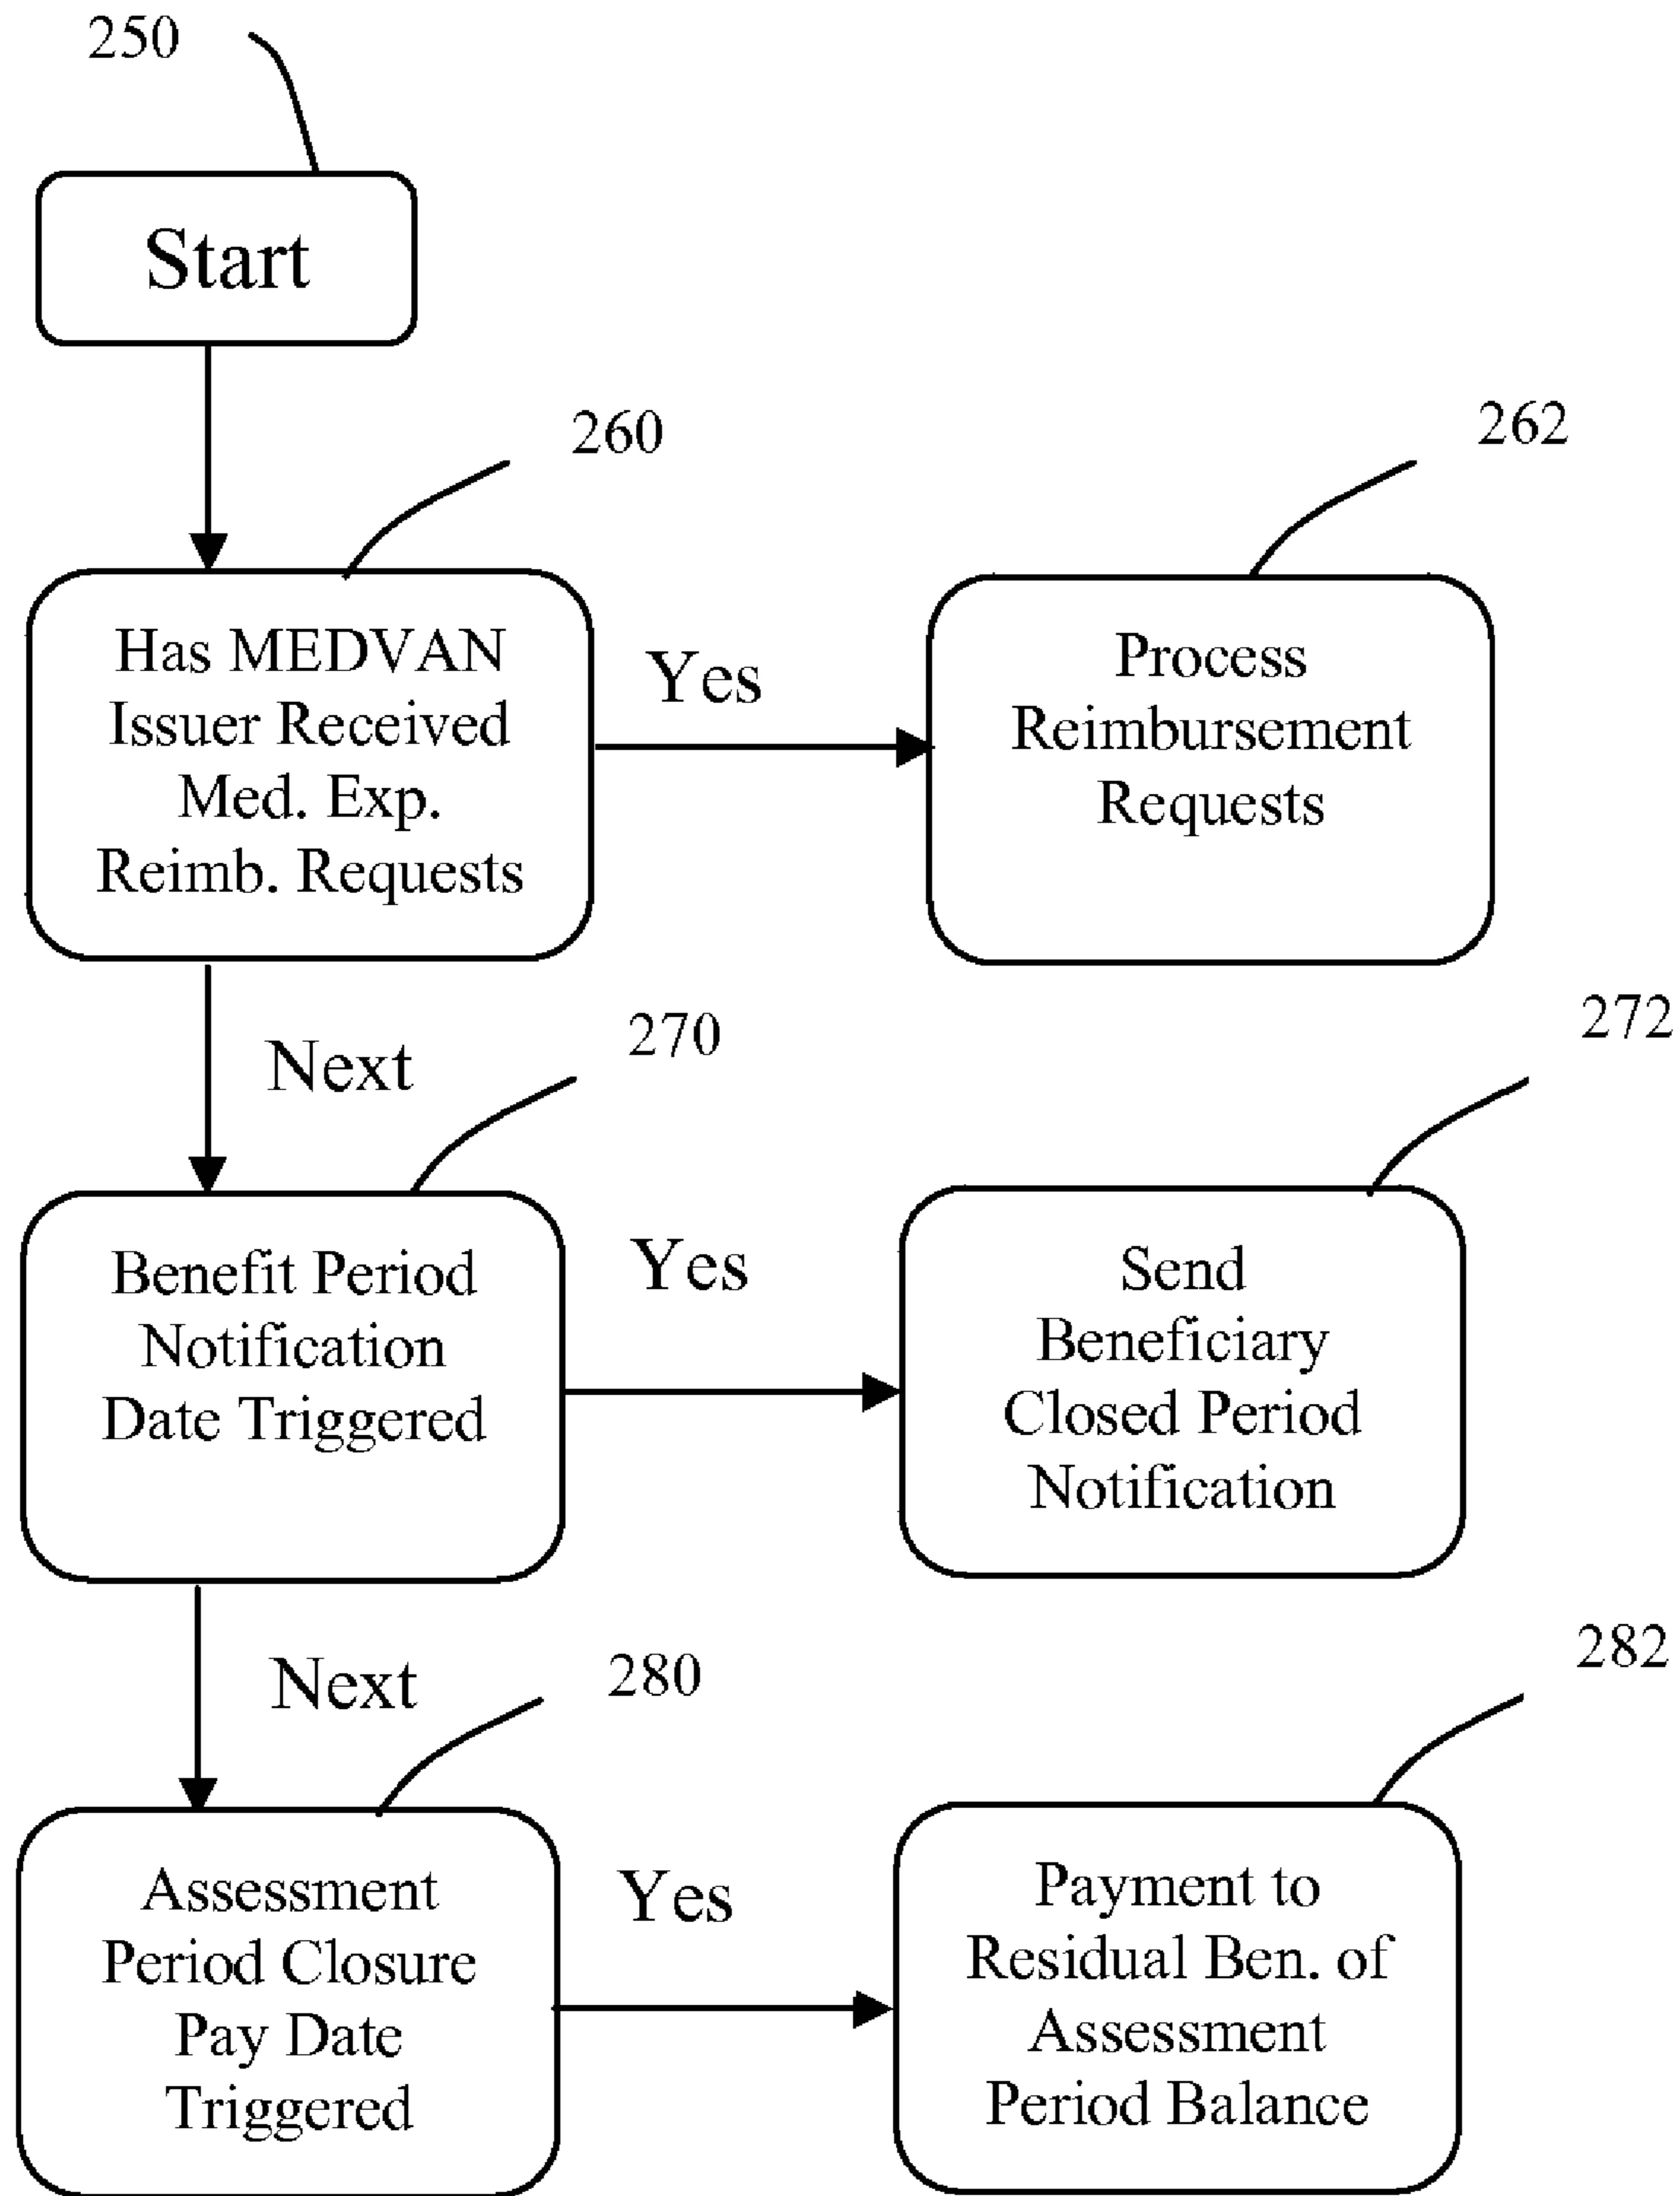 250
Start
260
262
Has MEDVAN
Issuer Received
Med. Exp.
Reimb. Requests
Yes
Process
Reimbursement
Requests
Next
270
272
Benefit Period
Notification
Date Triggered
Yes
Send
Beneficiary
Closed Period
Notification
Next
280
282
Assessment
Period Closure
Pay Date
Triggered
Yes
Payment to
Residual Ben. of
Assessment
Period Balance